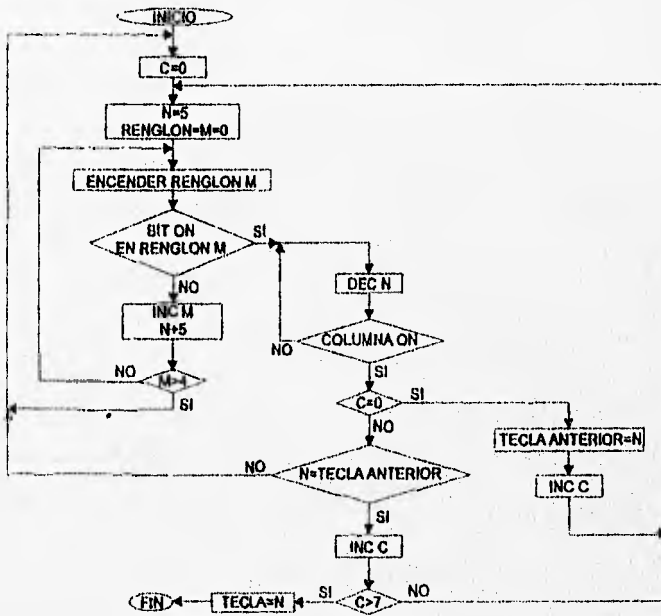 INICIO
C=0
N=5
RENGLON=M=0
ENCENDER RENGLON M
BIT ON
EN RENGLON M
SI
NO
DEC N
INC M
N+5
COLUMNA ON
NO
SI
NO
M>4
SI
C=0
SI
NO
TECLA ANTERIOR=N
N=TECLA ANTERIOR
NO
INC C
SI
INC C
FIN
TECLA=N
SI
C>7
NO